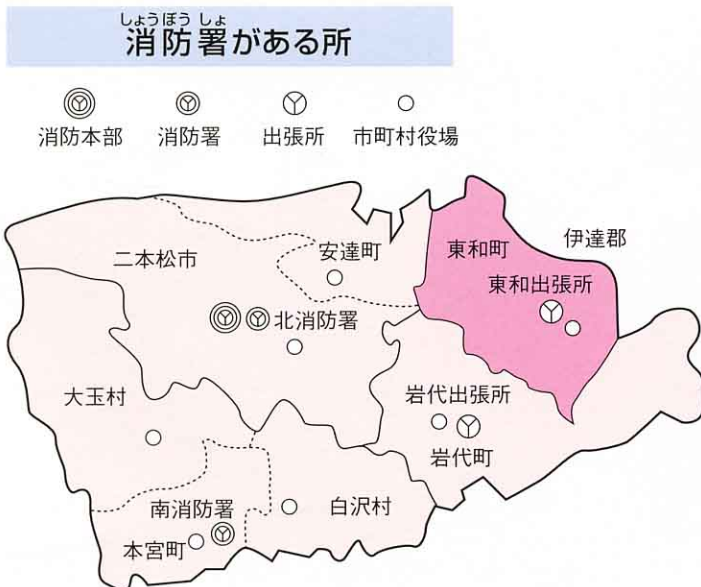 しょうぼう しょ
消防署がある所
消防本部
消防署
出張所
市町村役場
二本松市
安達町
東和町
伊達郡
東和出張所
北消防署
大玉村
岩代出張所
岩代町
南消防署
白沢村
本宮町